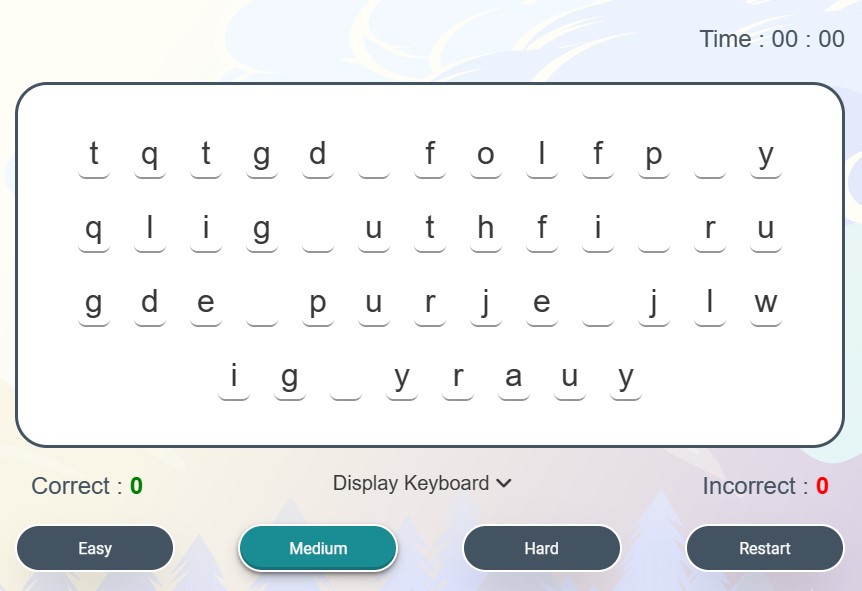 Time : 00 : 00
t q t g d _ f o l f p _ y
q l i g _ u t h f i _ r u
g d e _ p u r j e _ j l w
i g _ y r a u y
Correct : 0 Display Keyboard Incorrect : 0
Easy Medium Hard Restart